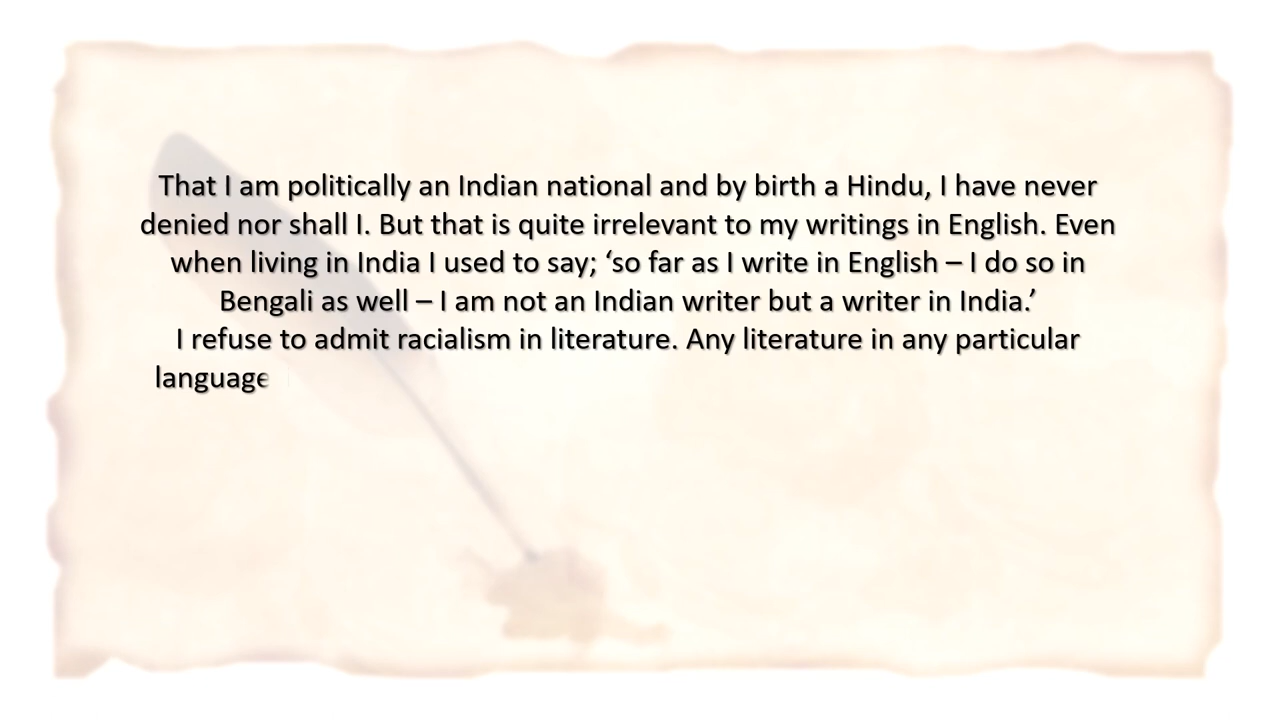 That I am politically an Indian national and by birth a Hindu, I have never
denied nor shall I. But that is quite irrelevant to my writings in English. Even
when living in India I used to say; ‘so far as I write in English – I do so in
Bengali as well – I am not an Indian writer but a writer in India.’
I refuse to admit racialism in literature. Any literature in any particular
language